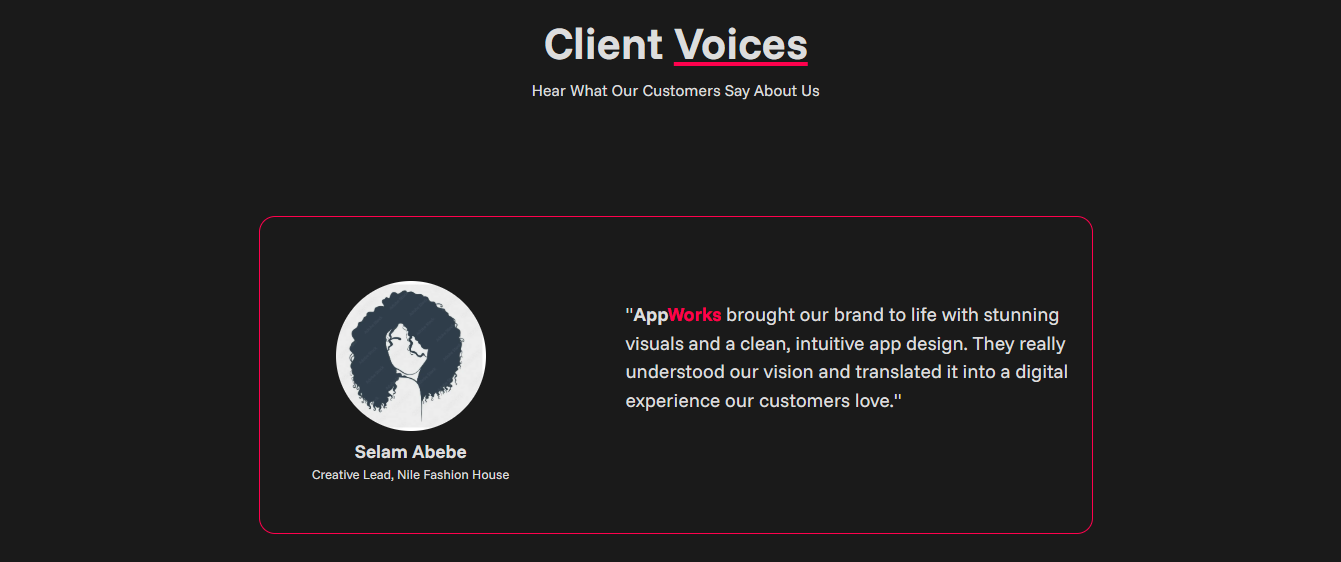 Client Voices
Hear What Our Customers Say About Us
"AppWorks brought our brand to life with stunning
visuals and a clean, intuitive app design. They really
understood our vision and translated it into a digital
experience our customers love."
Selam Abebe
Creative Lead, Nile Fashion House